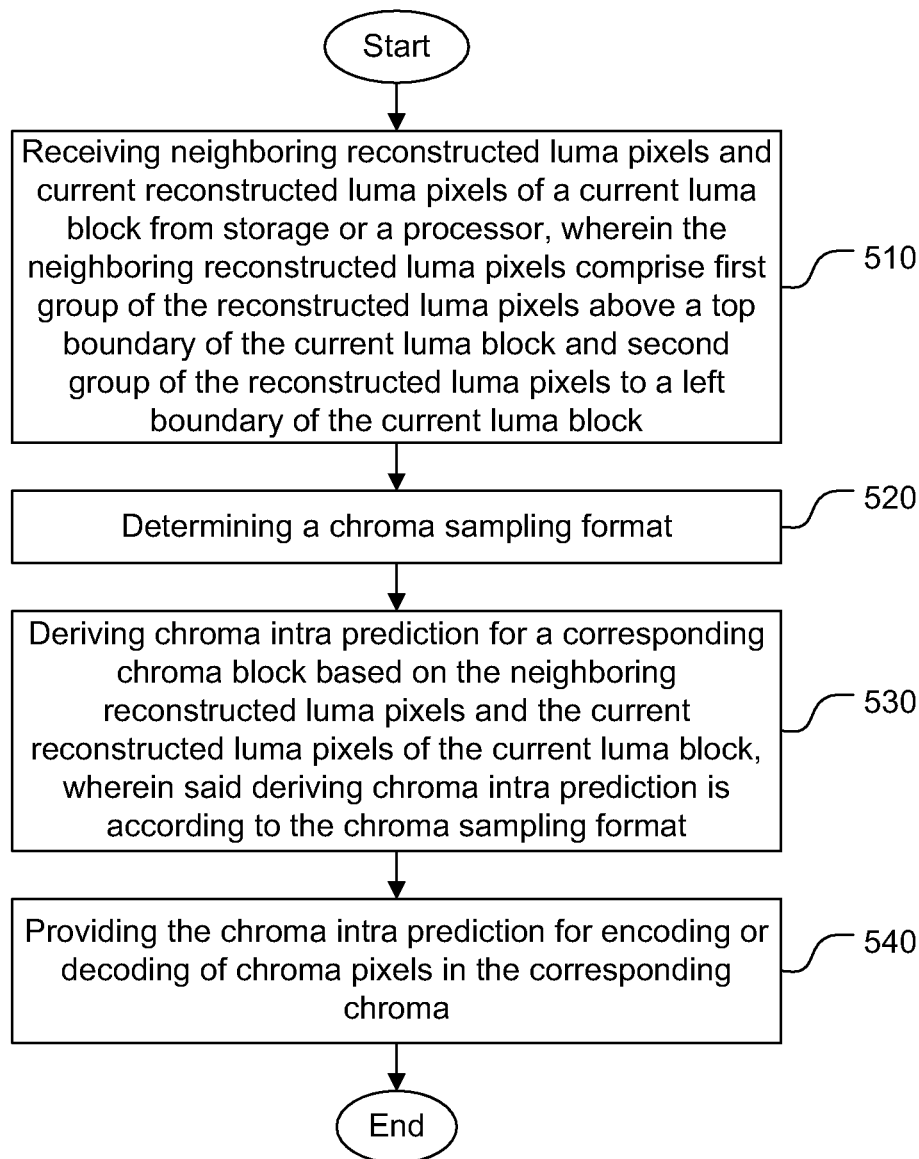 Start
Receiving neighboring reconstructed luma pixels and
current reconstructed luma pixels of a current luma
block from storage or a processor, wherein the
neighboring reconstructed luma pixels comprise first
group of the reconstructed luma pixels above a top
boundary of the current luma block and second
group of the reconstructed luma pixels to a left
boundary of the current luma block
510
Determining a chroma sampling format
520
Deriving chroma intra prediction for a corresponding
chroma block based on the neighboring
reconstructed luma pixels and the current
reconstructed luma pixels of the current luma block,
wherein said deriving chroma intra prediction is
according to the chroma sampling format
530
Providing the chroma intra prediction for encoding or
decoding of chroma pixels in the corresponding
chroma
540
End